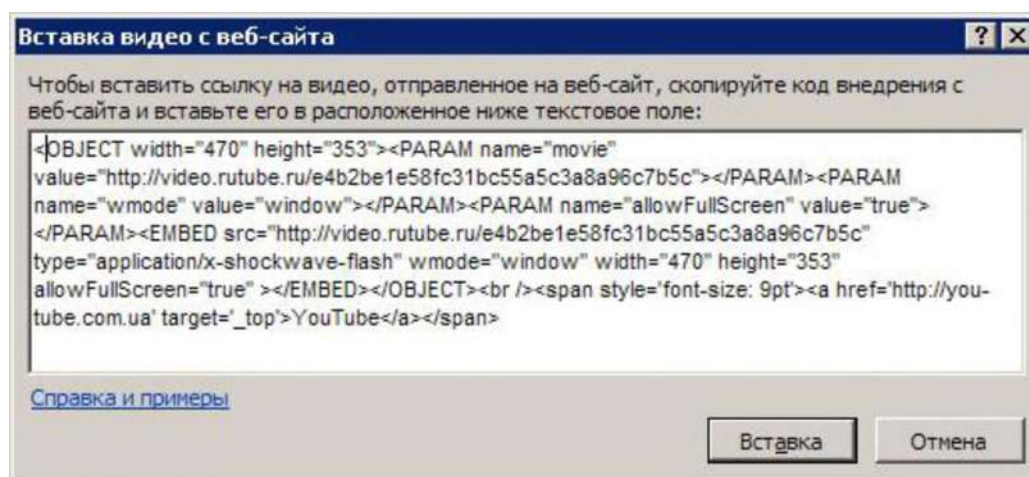 Вставка видео с веб-сайта
Чтобы вставить ссылку на видео, отправленное на веб-сайт, скопируйте код внедрения с
веб-сайта и вставьте его в расположенное ниже текстовое поле:
<OBJECT width="470" height="353"><PARAM name="movie"
value="http://video.rutube.ru/e4b2be1e58fc31bc55a5c3a8a96c7b5c"></PARAM><PARAM
name="wmode" value="window"></PARAM><PARAM name="allowFullScreen" value="true">
</PARAM><EMBED src="http://video.rutube.ru/e4b2be1e58fc31bc55a5c3a8a96c7b5c"
type="application/x-shockwave-flash" wmode="window" width="470" height="353"
allowFullScreen="true" ></EMBED></OBJECT><br /><span style='font-size: 9pt'><a href='http://you-
tube.com.ua' target='_top'>YouTube</a></span>
Справка и примеры
Вставка
Отмена